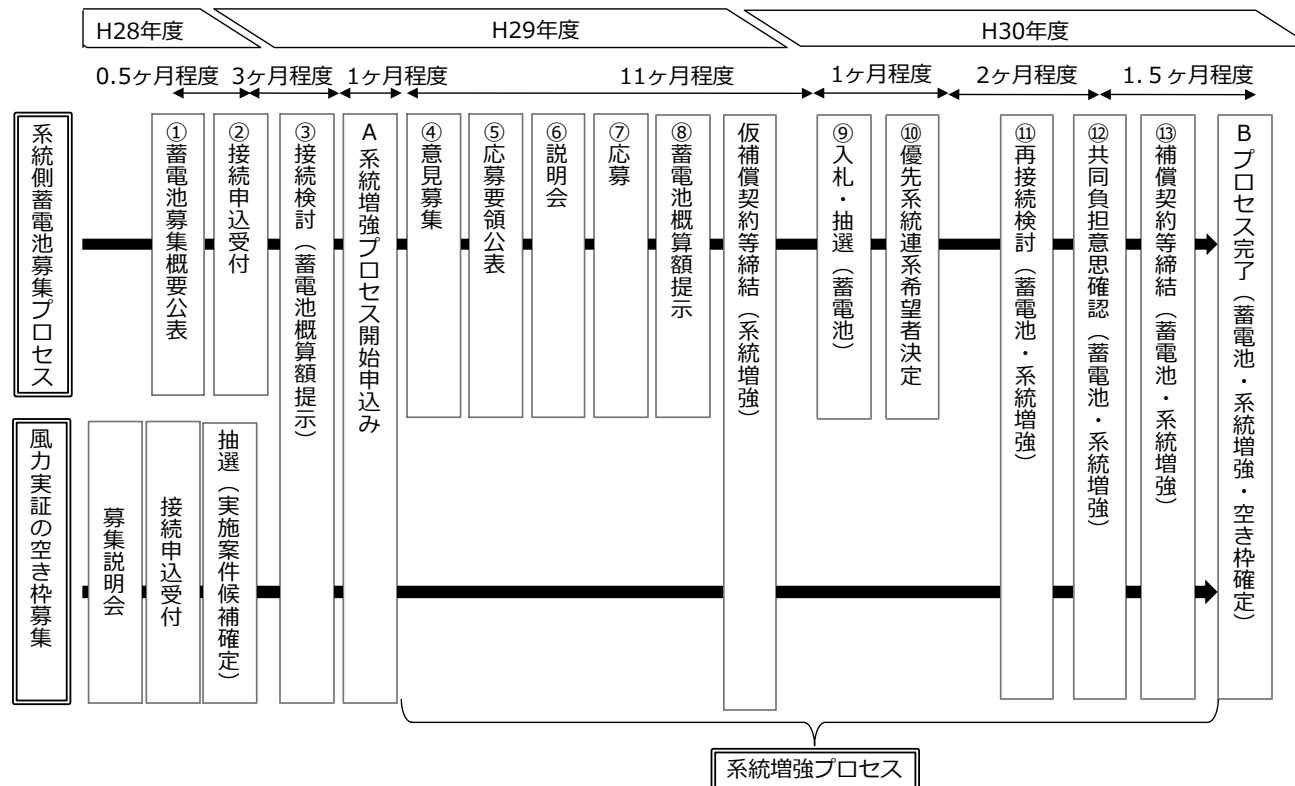 H28年度
H29年度
H30年度
0.5ヶ月程度
3ヶ月程度
1ヶ月程度
11ヶ月程度
1ヶ月程度
2ヶ月程度
1.5ヶ月程度
系統側蓄電池募集プロセス
①蓄電池募集概要公表
②接続申込受付
③接続検討（蓄電池概算額提示）
A 系統増強プロセス開始申込み
④意見募集
⑤応募要領公表
⑥説明会
⑦応募
⑧蓄電池概算額提示
仮補償契約等締結（系統増強）
⑨入札・抽選（蓄電池）
⑩優先系統連系希望者決定
⑪再接続検討（蓄電池・系統増強）
⑫共同負担意思確認（蓄電池・系統増強）
⑬補償契約等締結（蓄電池・系統増強）
B プロセス完了（蓄電池・系統増強・空き枠確定）
風力実証の空き枠募集
募集説明会
接続申込受付
抽選（実施案件候補確定）
系統増強プロセス